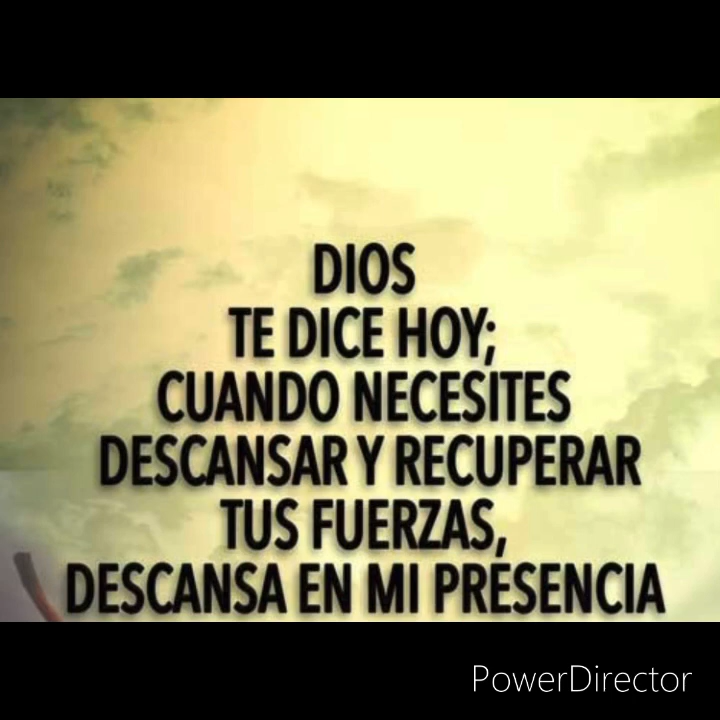 DIOS
TE DICE HOY;
CUANDO NECESITES
DESCANSAR Y RECUPERAR
TUS FUERZAS,
DESCANSA EN MI PRESENCIA
PowerDirector